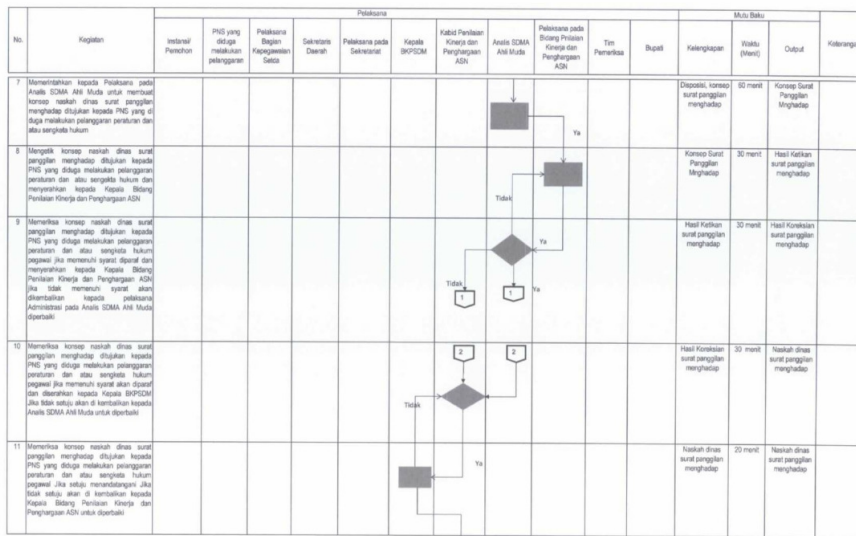 Pelaksana
Mutu Baku
No.
Kegiatan
Instansi/
Pemohon
PNS yang
diduga
melakukan
pelanggaran
Pelaksana
Bagian
Kepegawaian
Setda
Sekretaris
Daerah
Pelaksana pada
Sekretariat
Kepala
BKPSDM
Kabid Penilaian
Kinerja dan
Penghargaan
ASN
Analis SDMA
Ahli Muda
Pelaksana pada
Bidang Pnilaian
Kinerja dan
Penghargaan
ASN
Tim
Pemeriksa
Bupati
Kelengkapan
Waktu
(Menit)
Output
Keteranga
7
Memerintahkan kepada Pelaksana pada
Analis SDMA Ahli Muda untuk membuat
konsep naskah dinas surat panggilan
menghadap ditujukan kepada PNS yang di
duga melakukan pelanggaran peraturan dan
atau sengketa hukum
Ya
Disposisi, konsep
surat panggilan
menghadap
60 menit
Konsep Surat
Panggilan
Mnghadap
8
Mengetik konsep naskah dinas surat
panggilan menghadap ditujukan kepada
PNS yang diduga melakukan pelanggaran
peraturan dan atau sengketa hukum dan
menyerahkan kepada Kepala Bidang
Penilaian Kinerja dan Penghargaan ASN
Tidak
Konsep Surat
Panggilan
Mnghadap
30 menit
Hasil Ketikan
surat panggilan
menghadap
9
Memeriksa konsep naskah dinas surat
panggilan menghadap ditujukan kepada
PNS yang diduga melakukan pelanggaran
peraturan dan atau sengketa hukum
pegawai jika memenuhi syarat diparaf dan
menyerahkan kepada Kepala Bidang
Penilaian Kinerja dan Penghargaan ASN
jika tidak memenuhi syarat akan
dikembalikan kepada pelaksana
Administrasi pada Analis SDMA Ahli Muda
diperbaiki
Ya
Tidak
Ya
1
1
Hasil Ketikan
surat panggilan
menghadap
30 menit
Hasil Koreksian
surat panggilan
menghadap
10
Memeriksa konsep naskah dinas surat
panggilan menghadap ditujukan kepada
PNS yang diduga melakukan pelanggaran
peraturan dan atau sengketa hukum
pegawai jika memenuhi syarat akan diparaf
dan diserahkan kepada Kepala BKPSDM
Jika tidak setuju akan di kembalikan kepada
Analis SDMA Ahli Muda untuk diperbaiki
2
2
Tidak
Hasil Koreksian
surat panggilan
menghadap
30 menit
Naskah dinas
surat panggilan
menghadap
11
Memeriksa konsep naskah dinas surat
panggilan menghadap ditujukan kepada
PNS yang diduga melakukan pelanggaran
peraturan dan atau sengketa hukum
pegawai Jika setuju menandatangani Jika
tidak setuju akan di kembalikan kepada
Kepala Bidang Penilaian Kinerja dan
Penghargaan ASN untuk diperbaiki
Ya
Naskah dinas
surat panggilan
menghadap
20 menit
Naskah dinas
surat panggilan
menghadap